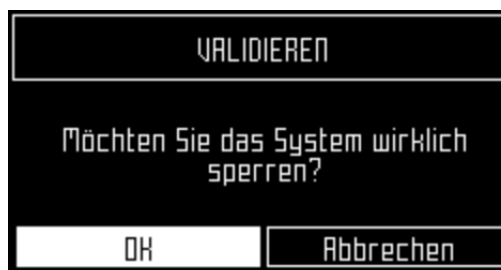 VALIDIEREN
Möchten Sie das System wirklich
sperren?
OK
Abbrechen